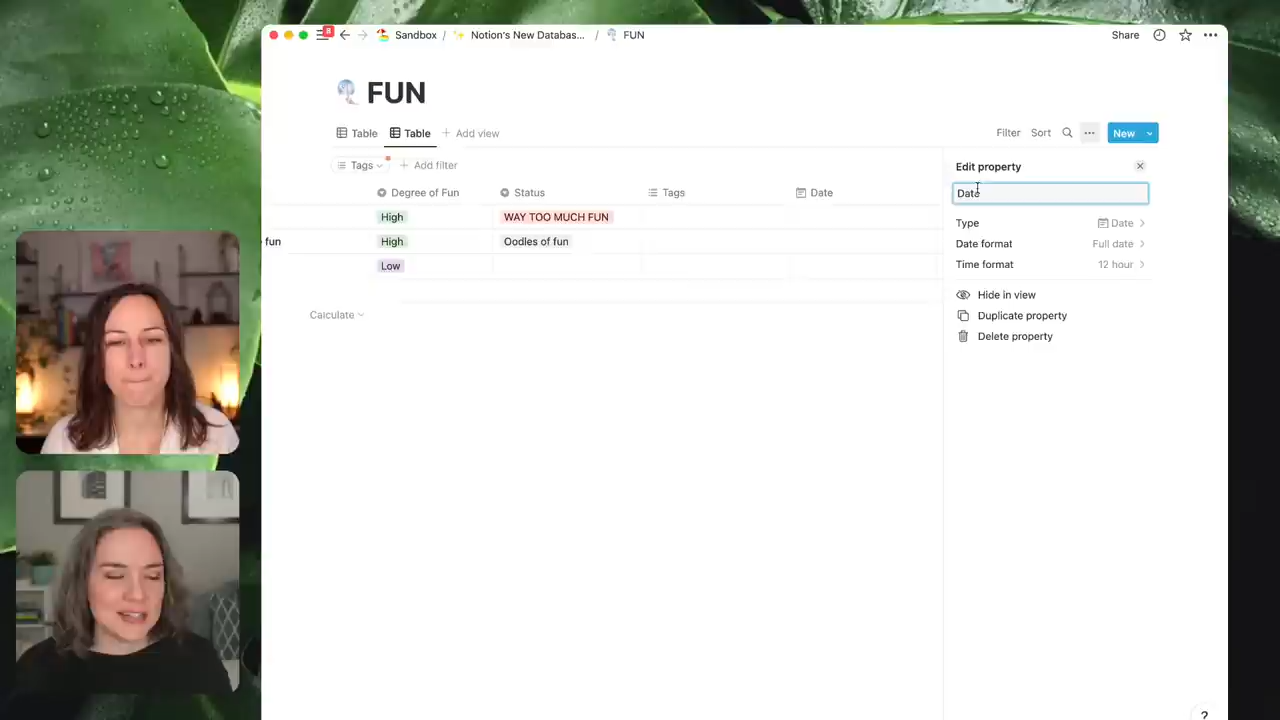 8
Sandbox / Notion's New Databas... / FUN
Share
FUN
Table
Table
Add view
Filter
Sort
New
Tags
Add filter
Degree of Fun
Status
Tags
Date
High
WAY TOO MUCH FUN
fun
High
Oodles of fun
Low
Calculate
Edit property
Date
Type
Date
Date format
Full date
Time format
12 hour
Hide in view
Duplicate property
Delete property
?